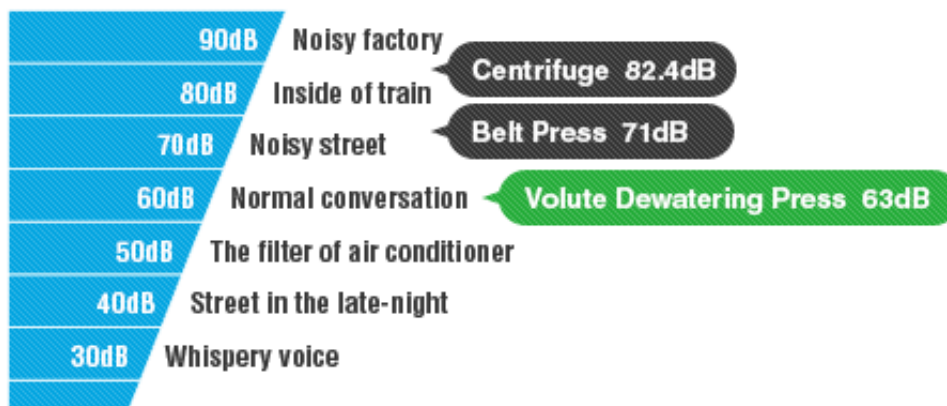 90dB Noisy factory
Centrifuge 82.4dB
80dB Inside of train
Belt Press 71dB
70dB Noisy street
60dB Normal conversation Volute Dewatering Press 63dB
50dB The filter of air conditioner
40dB Street in the late-night
30dB Whispery voice